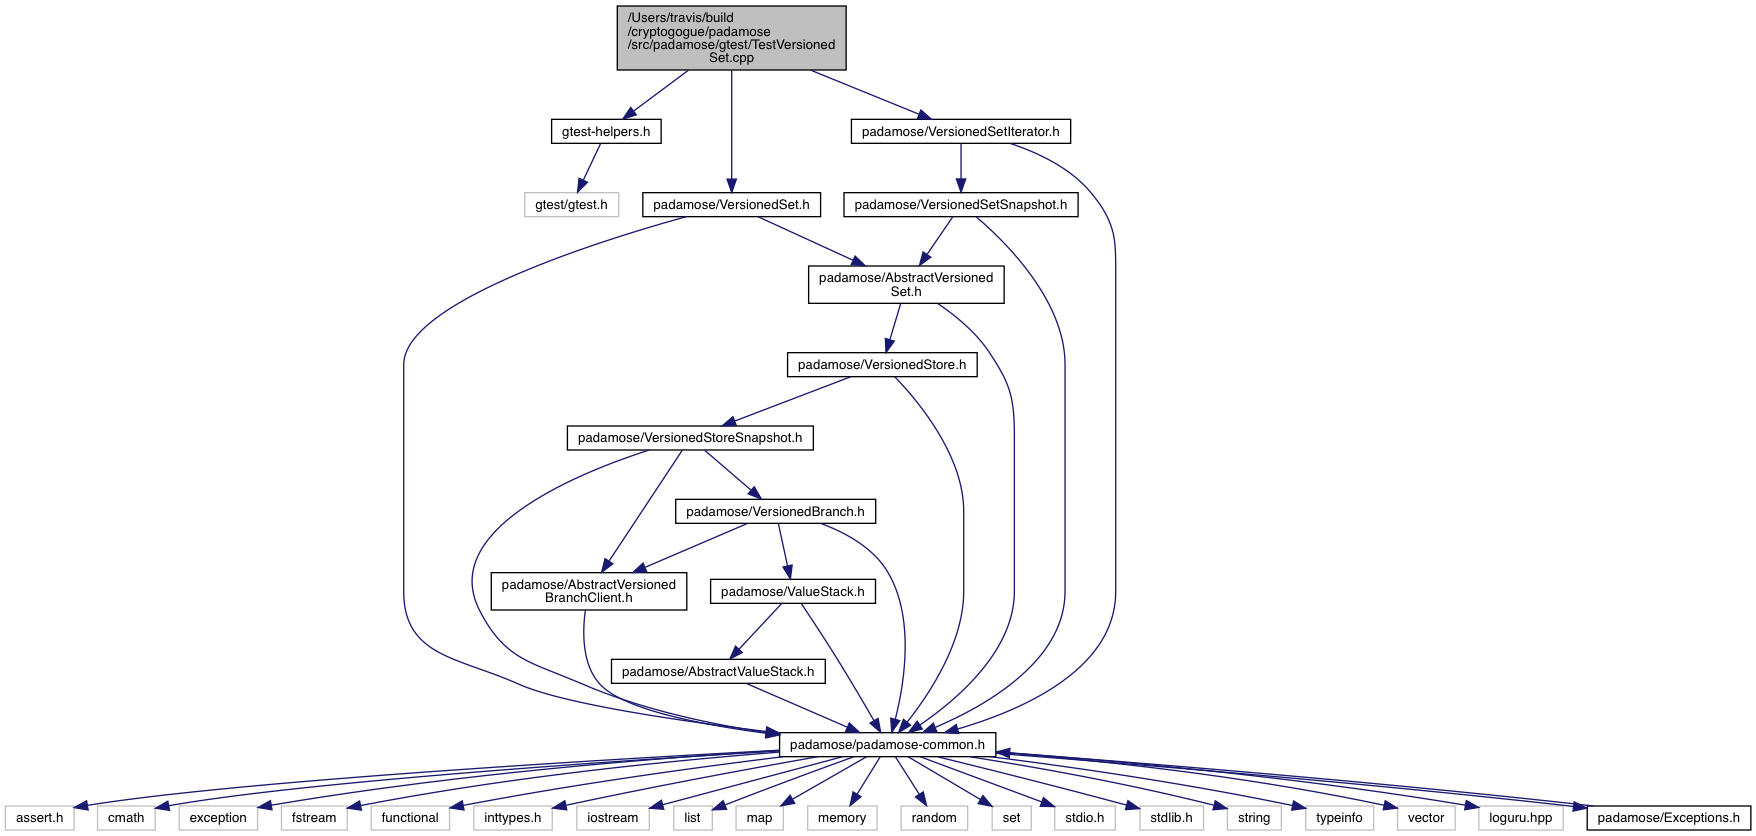 /Users/travis/build
/cryptogogue/padamose
/src/padamose/gtest/TestVersioned
Set.cpp
gtest-helpers.h
padamose/VersionedSetIterator.h
gtest/gtest.h
padamose/VersionedSet.h
padamose/VersionedSetSnapshot.h
padamose/AbstractVersioned
Set.h
padamose/VersionedStore.h
padamose/VersionedStoreSnapshot.h
padamose/VersionedBranch.h
padamose/AbstractVersioned
BranchClient.h
padamose/ValueStack.h
padamose/AbstractValueStack.h
padamose/padamose-common.h
assert.h
cmath
exception
fstream
functional
inttypes.h
iostream
list
map
memory
random
set
stdio.h
stdlib.h
string
typeinfo
vector
loguru.hpp
padamose/Exceptions.h